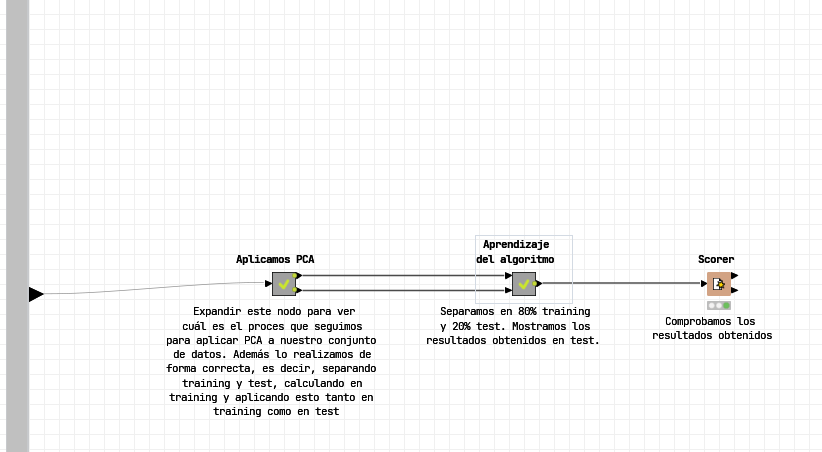 Aplicamos PCA
Expandir este nodo para ver
cuál es el proces que seguimos
para aplicar PCA a nuestro conjunto
de datos. Además lo realizamos de
forma correcta, es decir, separando
training y test, calculando en
training y aplicando esto tanto en
training como en test
Aprendizaje
del algoritmo
Separamos en 80% training
y 20% test. Mostramos los
resultados obtenidos en test.
Scorer
Comprobamos los
resultados obtenidos